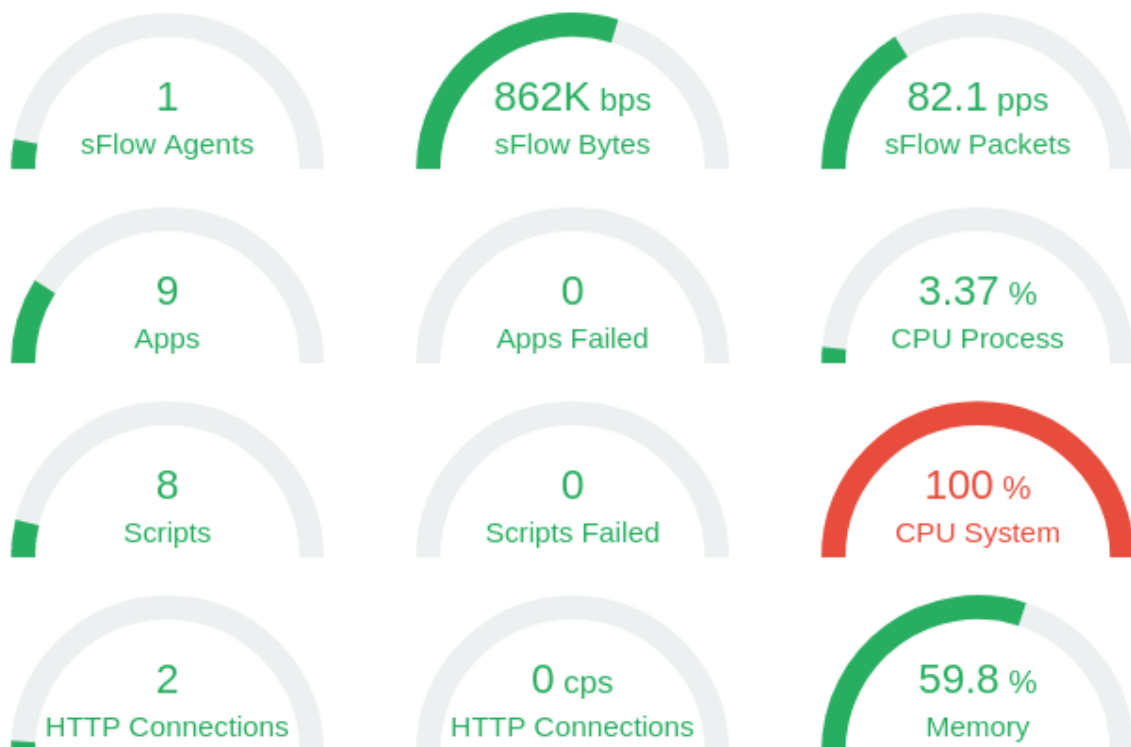 1
sFlow Agents
862K bps
sFlow Bytes
82.1 pps
sFlow Packets
9
Apps
0
Apps Failed
3.37 %
CPU Process
8
Scripts
0
Scripts Failed
100 %
CPU System
2
HTTP Connections
0 cps
HTTP Connections
59.8 %
Memory